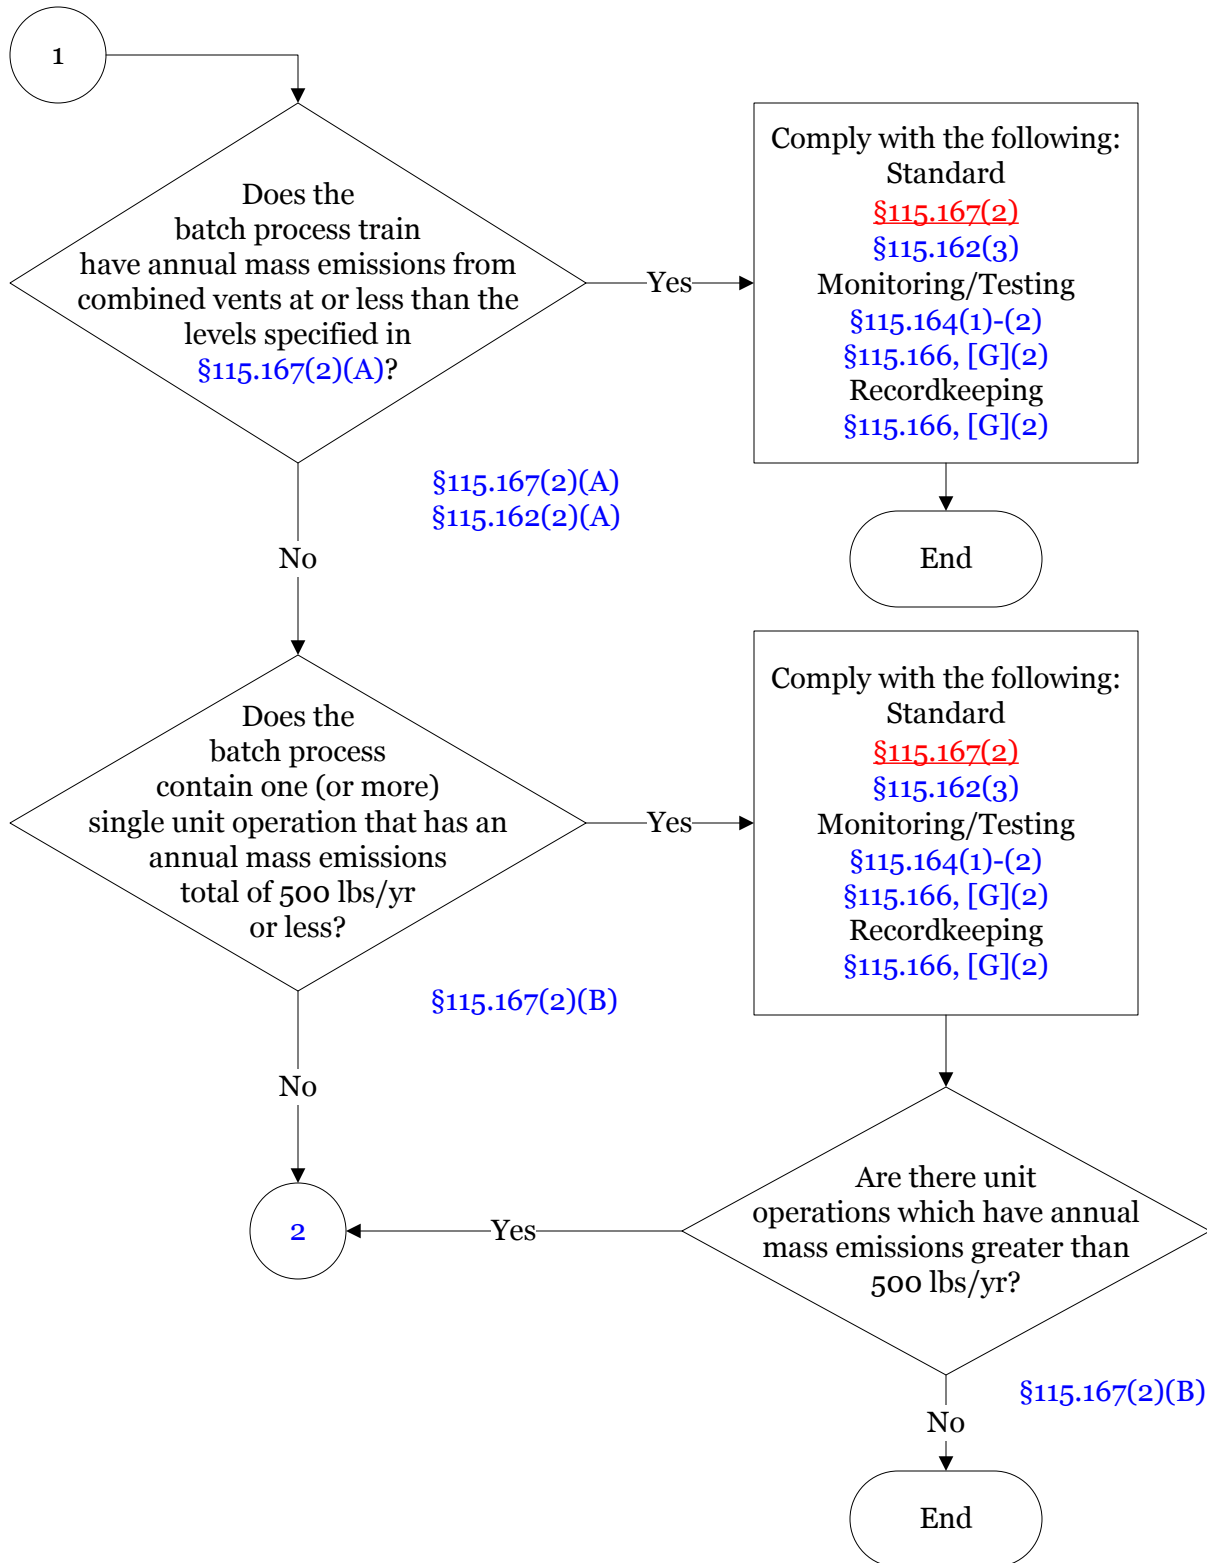 1
Does the
batch process train
have annual mass emissions from
combined vents at or less than the
levels specified in
§115.167(2)(A)?
Yes
Comply with the following:
Standard
§115.167(2)
§115.162(3)
Monitoring/Testing
§115.164(1)-(2)
§115.166, [G](2)
Recordkeeping
§115.166, [G](2)
§115.167(2)(A)
§115.162(2)(A)
End
No
Does the
batch process
contain one (or more)
single unit operation that has an
annual mass emissions
total of 500 lbs/yr
or less?
Yes
Comply with the following:
Standard
§115.167(2)
§115.162(3)
Monitoring/Testing
§115.164(1)-(2)
§115.166, [G](2)
Recordkeeping
§115.166, [G](2)
§115.167(2)(B)
No
2
Yes
Are there unit
operations which have annual
mass emissions greater than
500 lbs/yr?
§115.167(2)(B)
No
End